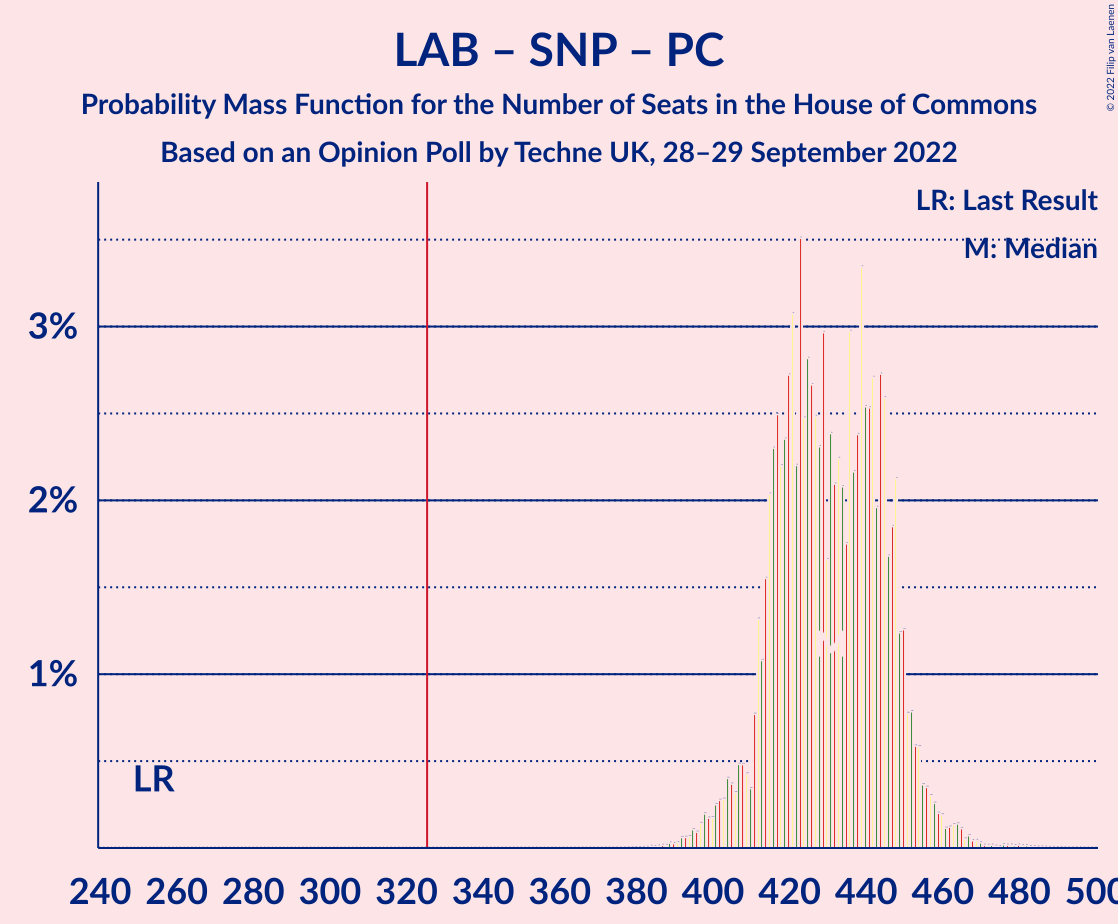 LAB – SNP – PC
Probability Mass Function for the Number of Seats in the House of Commons
Based on an Opinion Poll by Techne UK, 28–29 September 2022
© 2022 Filip van Laenen
LR: Last Result
M: Median
3%
2%
1%
LR
240 260 280 300 320 340 360 380 400 420 440 460 480 500